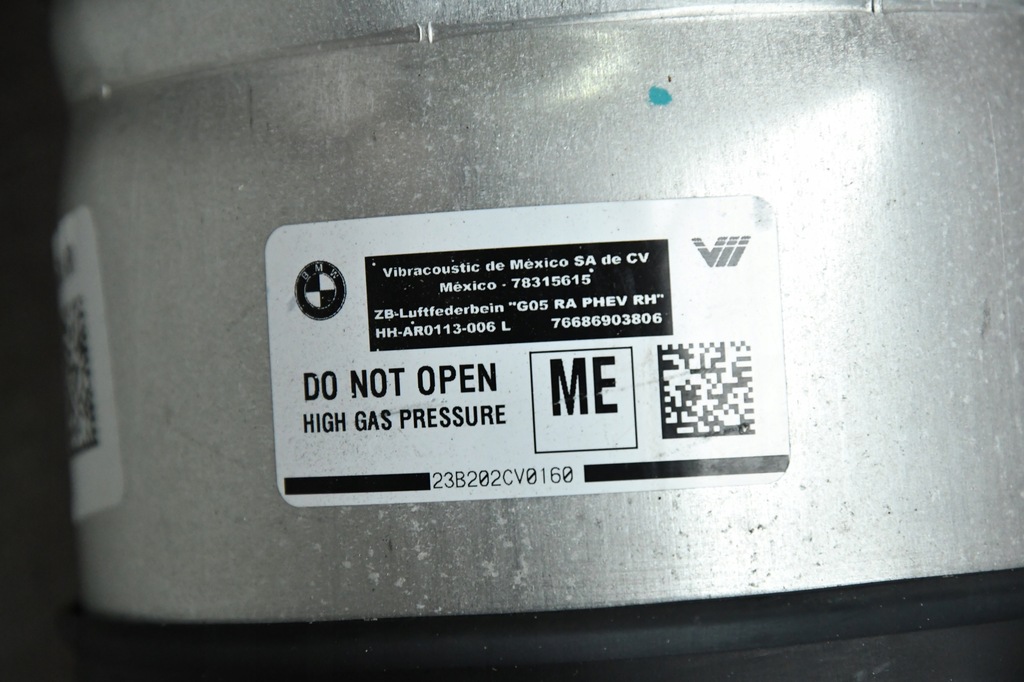 BMW
Vibracoustic de México SA de CV
México - 78315615
ZB-Luftfederbein "G05 RA PHEV RH"
HH-AR0113-006 L 76686903806
DO NOT OPEN
HIGH GAS PRESSURE
ME
23B202CV0160